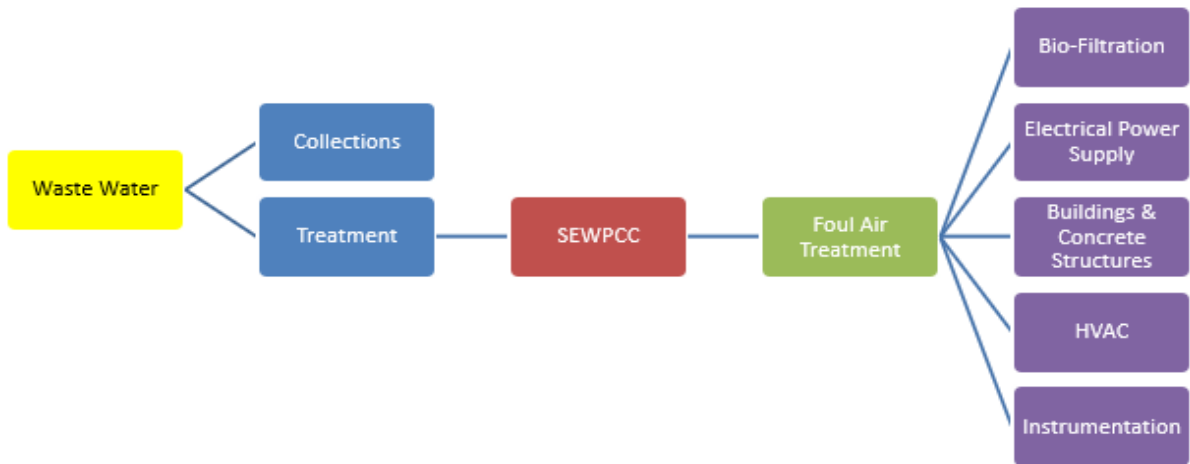 Waste Water
Collections
Treatment
SEWPCC
Foul Air
Treatment
Bio-Filtration
Electrical Power
Supply
Buildings &
Concrete
Structures
HVAC
Instrumentation